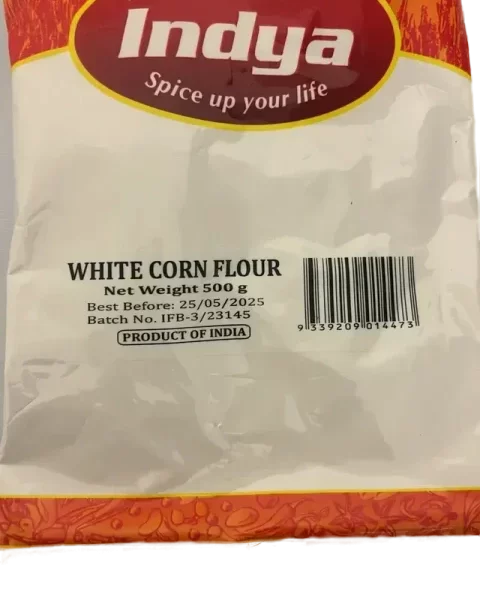 Indya
Spice up your life
WHITE CORN FLOUR
Net Weight 500 g
Best Before: 25/05/2025
Batch No. IFB-3/23145
PRODUCT OF INDIA
9 339209 014473